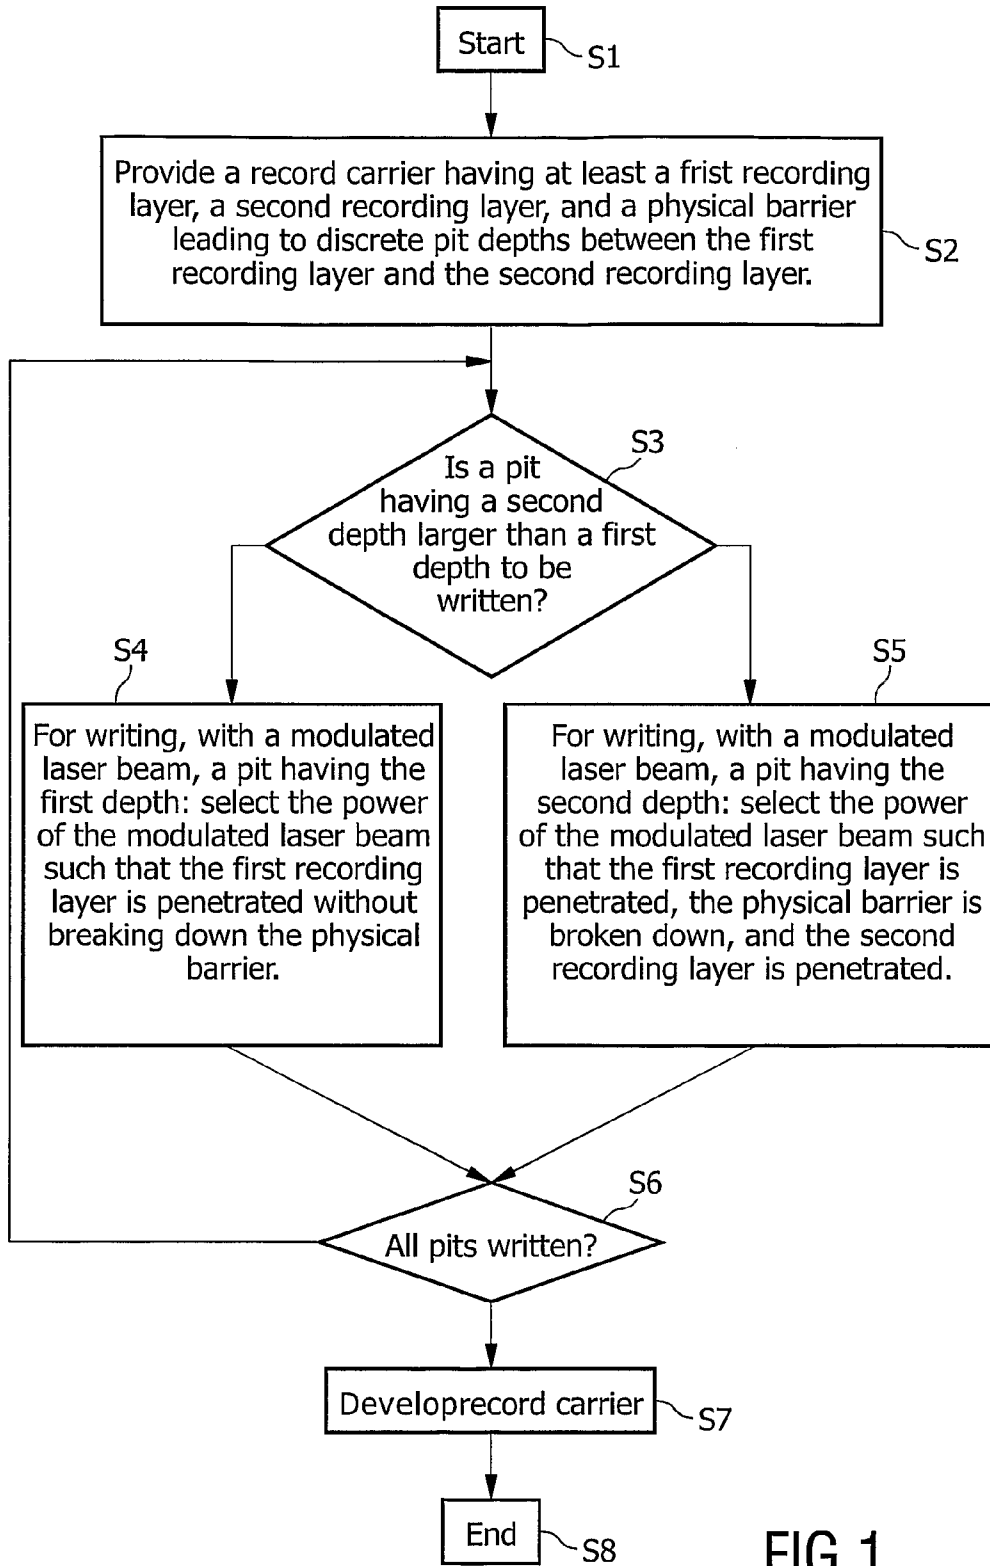 Start
S1
Provide a record carrier having at least a frist recording
layer, a second recording layer, and a physical barrier
leading to discrete pit depths between the first
recording layer and the second recording layer.
S2
S3
Is a pit
having a second
depth larger than a first
depth to be
written?
S4
For writing, with a modulated
laser beam, a pit having the
first depth: select the power
of the modulated laser beam
such that the first recording
layer is penetrated without
breaking down the physical
barrier.
S5
For writing, with a modulated
laser beam, a pit having the
second depth: select the power
of the modulated laser beam such
that the first recording layer is
penetrated, the physical barrier is
broken down, and the second
recording layer is penetrated.
S6
All pits written?
Developrecord carrier
S7
End
S8
FIG.1